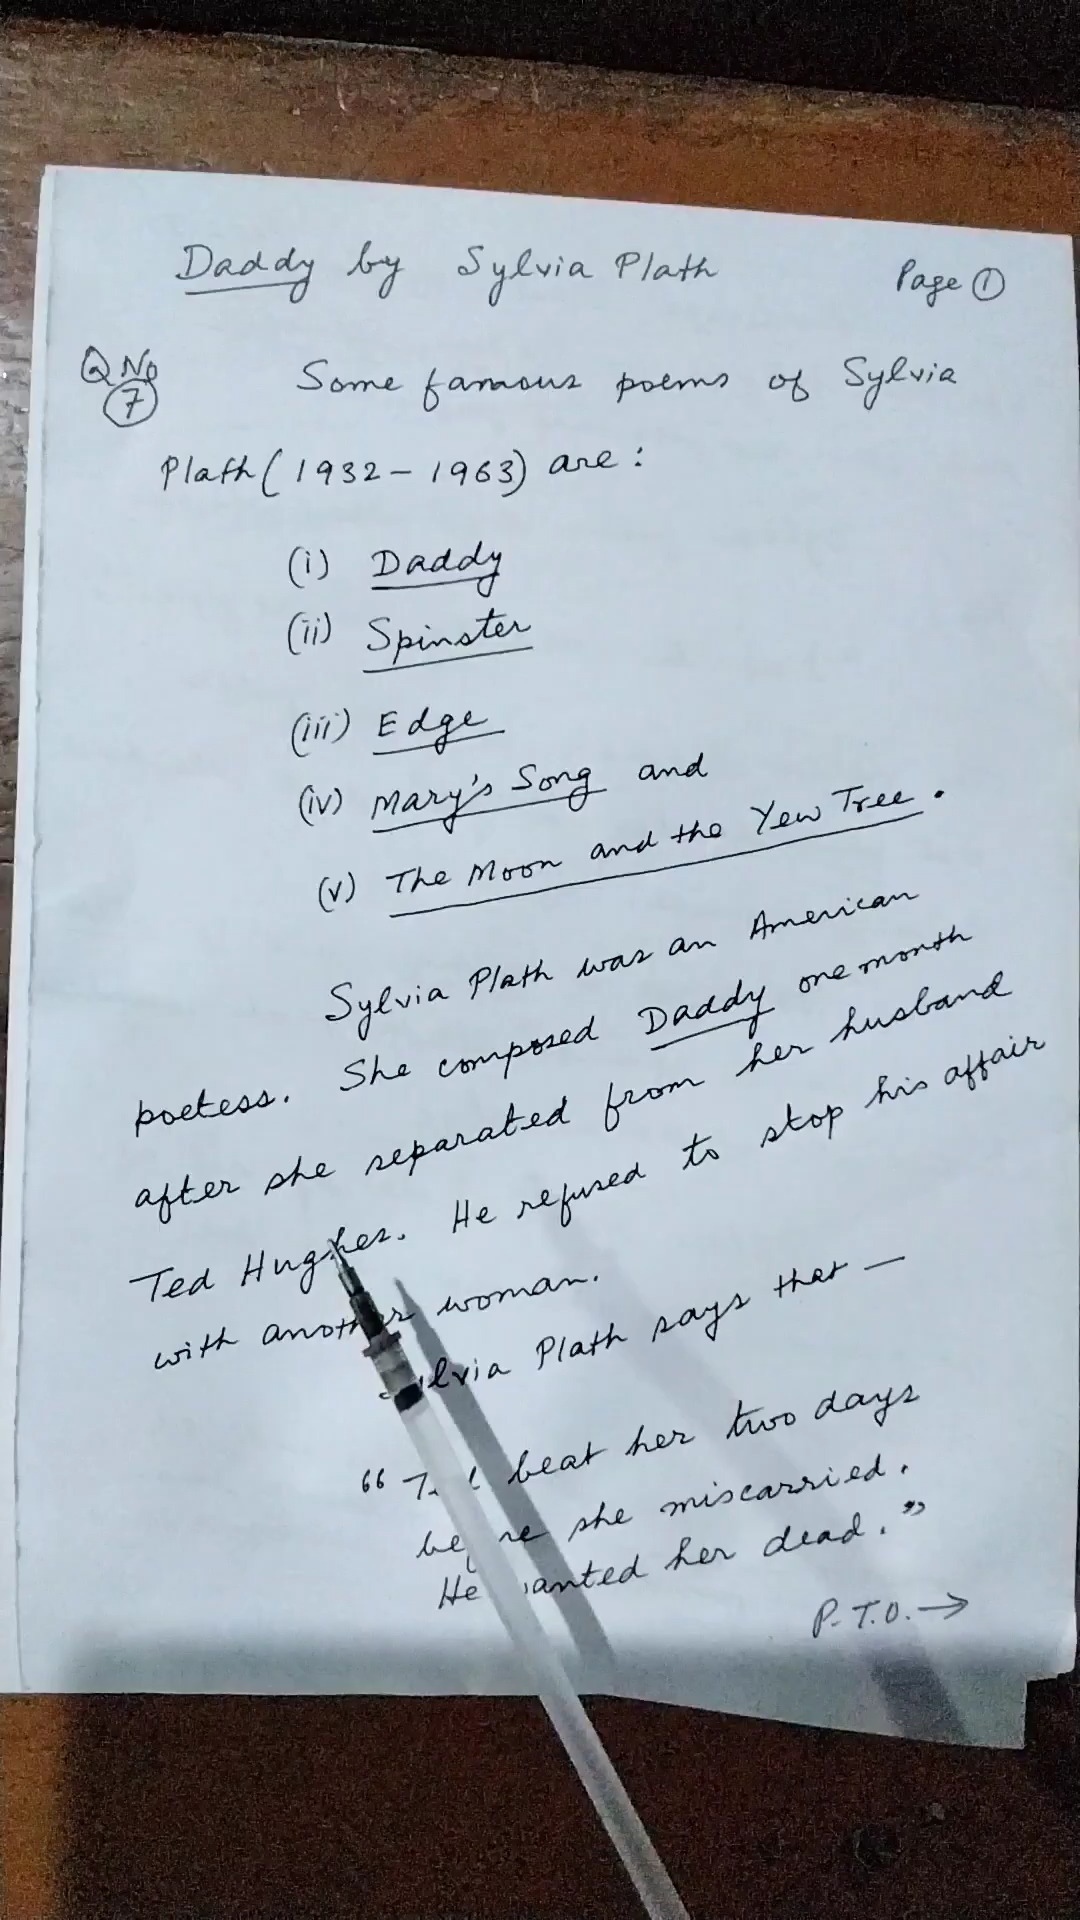 Daddy by Sylvia Plath Page 1
Q No 7 Some famous poems of Sylvia
Plath (1932 - 1963) are :
(i) Daddy
(ii) Spinster
(iii) Edge
(iv) Mary's Song and
(v) The Moon and the Yew Tree.
Sylvia Plath was an American
poetess. She composed Daddy one month
after she separated from her husband
Ted Hughes. He refused to stop his affair
with another woman.
Sylvia Plath says that —
" Ted beat her two days
before she miscarried.
He wanted her dead."
P.T.O. →